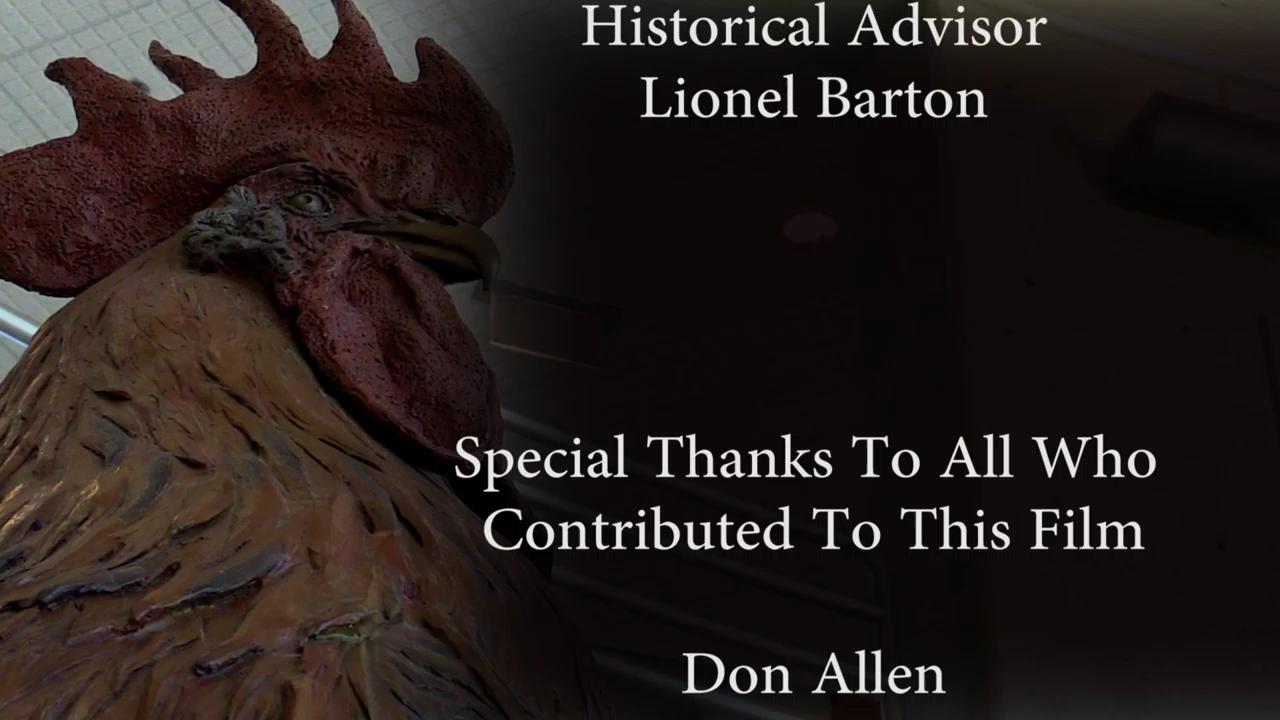 Historical Advisor
Lionel Barton
Special Thanks To All Who
Contributed To This Film
Don Allen